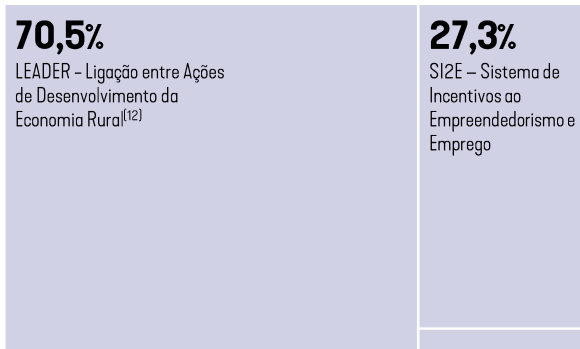 70,5%
LEADER – Ligação entre Ações
de Desenvolvimento da
Economia Rural(12)
27,3%
SI2E – Sistema de
Incentivos ao
Empreendedorismo e
Emprego